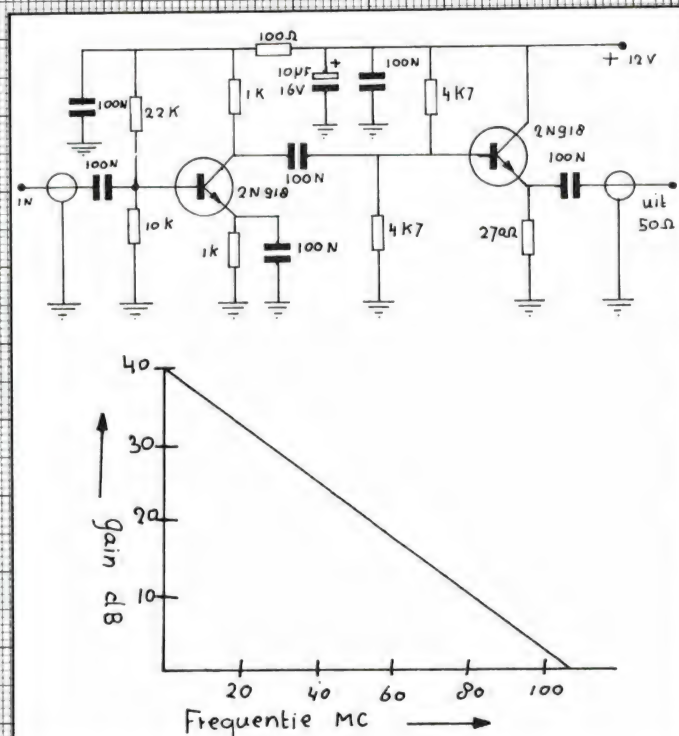 100Ω
+ 12V
100N
22K
1K
10µF
16V
+
100N
4K7
2N918
100N
IN
100N
2N918
100N
4K7
10k
1k
100N
270Ω
uit
50Ω
40
30
20
10
gain dB
20
40
60
80
100
Frequentie MC